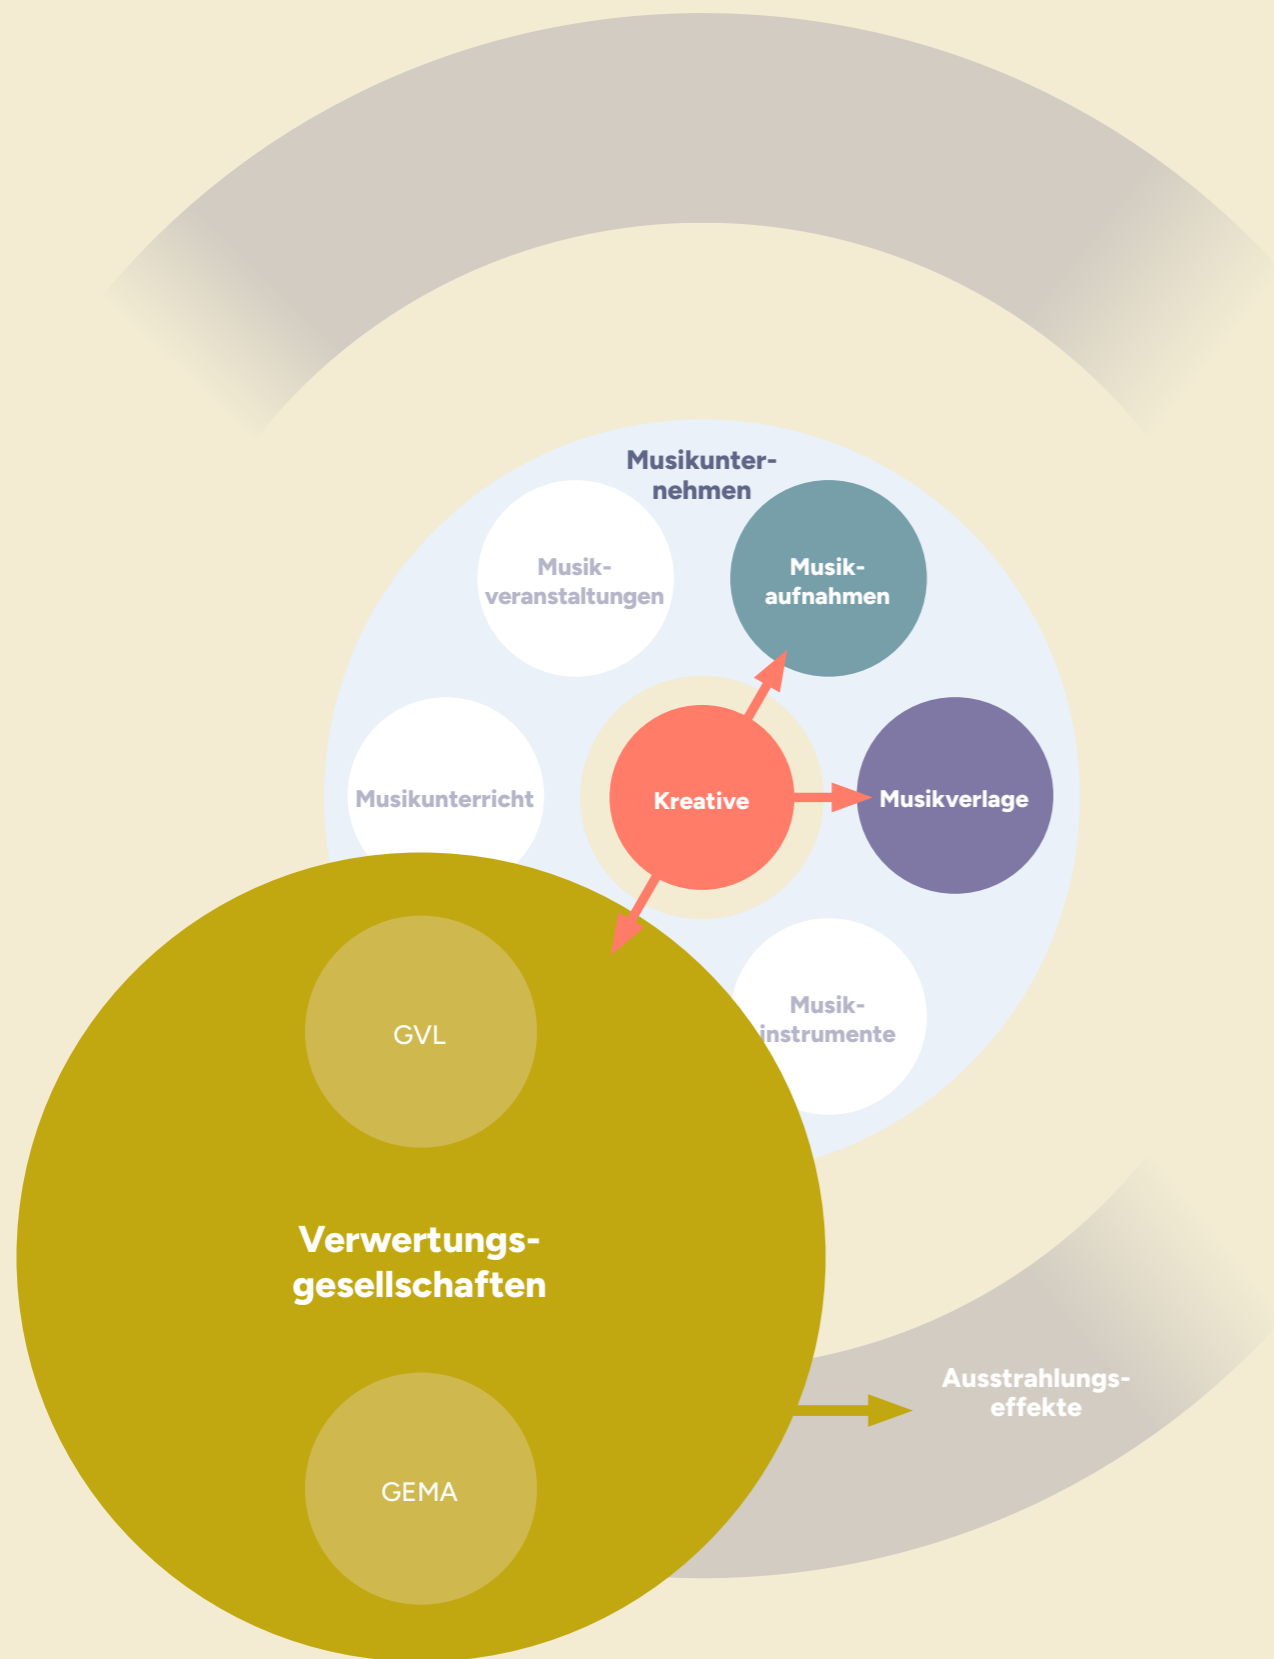 Musikunter-
nehmen
Musik-
veranstaltungen
Musik-
aufnahmen
Musikunterricht
Kreative
Musikverlage
Musik-
instrumente
GVL
Verwertungs-
gesellschaften
Ausstrahlungs-
effekte
GEMA